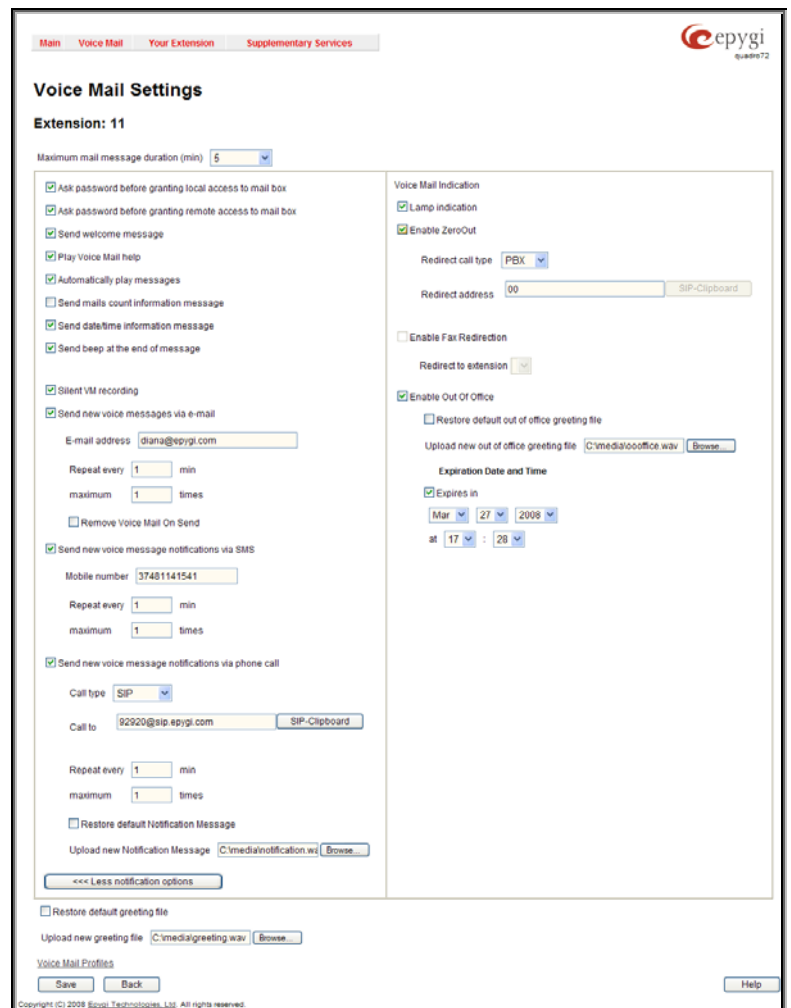 Main Voice Mail Your Extension Supplementary Services
epygi
quadro72
Voice Mail Settings
Extension: 11
Maximum mail message duration (min) 5
Ask password before granting local access to mail box
Ask password before granting remote access to mail box
Send welcome message
Play Voice Mail help
Automatically play messages
Send mails count information message
Send date/time information message
Send beep at the end of message
Silent VM recording
Send new voice messages via e-mail
E-mail address diana@epygi.com
Repeat every 1 min
maximum 1 times
Remove Voice Mail On Send
Send new voice message notifications via SMS
Mobile number 37481141541
Repeat every 1 min
maximum 1 times
Send new voice message notifications via phone call
Call type SIP
Call to 92920@sip.epygi.com SIP-Clipboard
Repeat every 1 min
maximum 1 times
Restore default Notification Message
Upload new Notification Message C:\media\notification.wa Browse...
<<< Less notification options
Voice Mail Indication
Lamp indication
Enable ZeroOut
Redirect call type PBX
Redirect address 00 SIP-Clipboard
Enable Fax Redirection
Redirect to extension
Enable Out Of Office
Restore default out of office greeting file
Upload new out of office greeting file C:\media\oooffice.wav Browse...
Expiration Date and Time
Expires in
Mar 27 2008
at 17 : 28
Restore default greeting file
Upload new greeting file C:\media\greeting.wav Browse...
Voice Mail Profiles
Save Back Help
Copyright (C) 2008 Epygi Technologies, Ltd. All rights reserved.